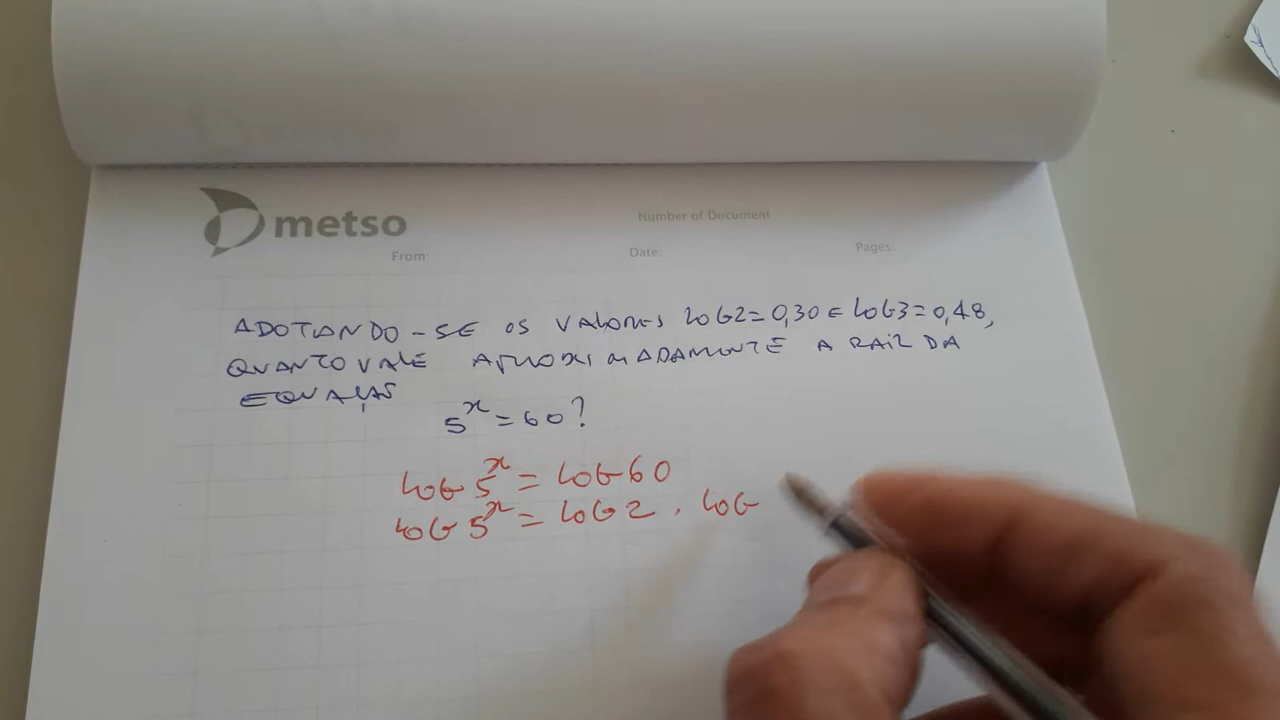 metso
Number of Document
From:
Date:
Pages:
ADOTANDO-SE OS VALORES LOG2=0,30 E LOG3=0,48,
QUANTO VALE APROXIMADAMENTE A RAIZ DA
EQUAÇÃO
5^x = 60?
LOG 5^x = LOG 60
LOG 5^x = LOG 2 . LOG